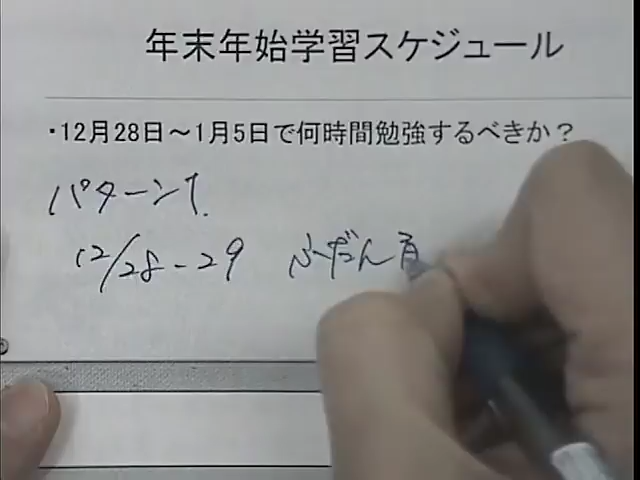 年末年始学習スケジュール
・12月28日～1月5日で何時間勉強するべきか？
パターン1.
12/28-29 ふだん